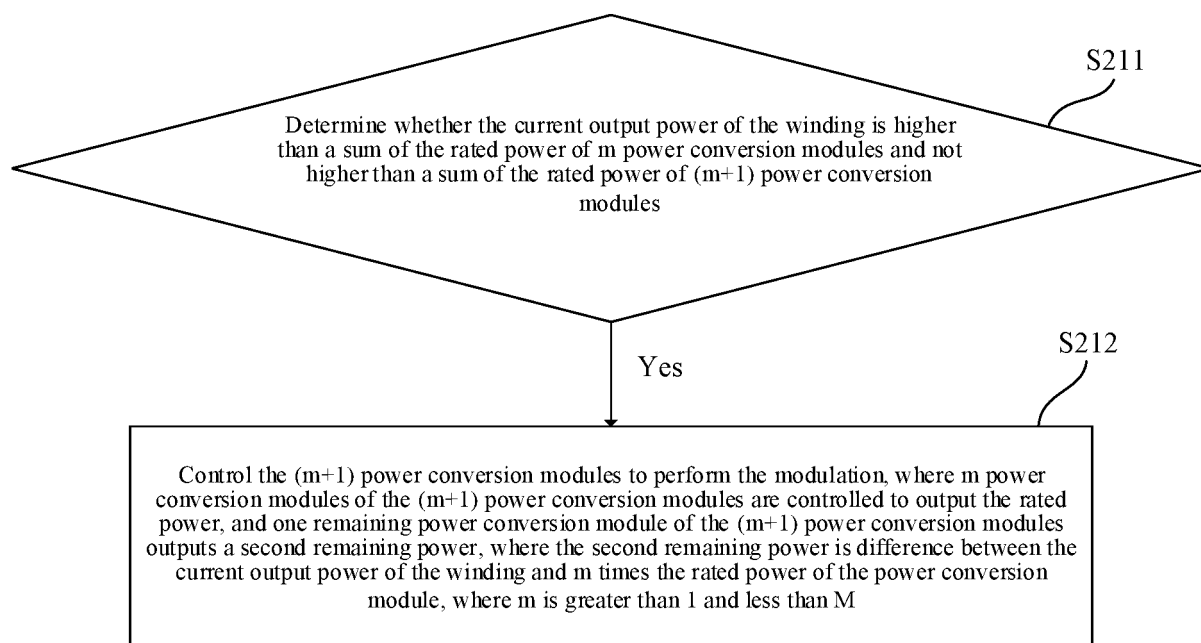 S211
Determine whether the current output power of the winding is higher
than a sum of the rated power of m power conversion modules and not
higher than a sum of the rated power of (m+1) power conversion
modules
Yes
S212
Control the (m+1) power conversion modules to perform the modulation, where m power
conversion modules of the (m+1) power conversion modules are controlled to output the rated
power, and one remaining power conversion module of the (m+1) power conversion modules
outputs a second remaining power, where the second remaining power is difference between the
current output power of the winding and m times the rated power of the power conversion
module, where m is greater than 1 and less than M